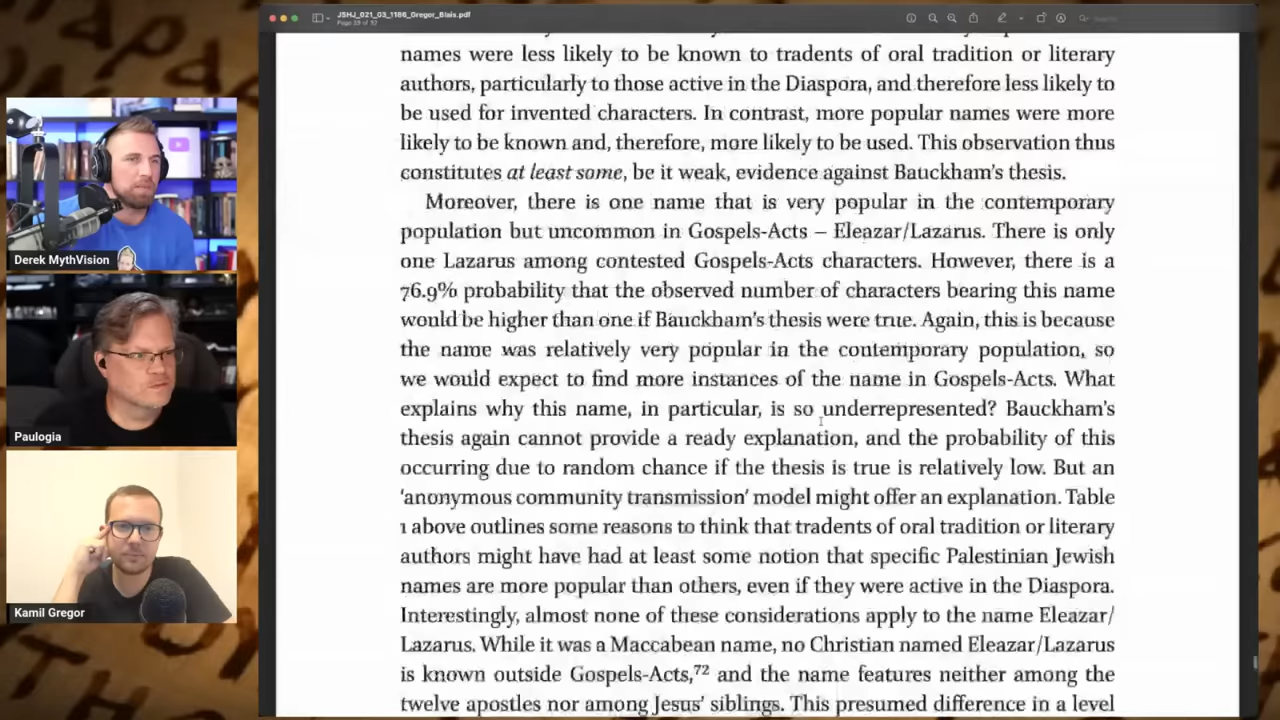 JSHJ_021_03_1186_Gregor_Blais.pdf
names were less likely to be known to tradents of oral tradition or literary
authors, particularly to those active in the Diaspora, and therefore less likely to
be used for invented characters. In contrast, more popular names were more
likely to be known and, therefore, more likely to be used. This observation thus
constitutes at least some, be it weak, evidence against Bauckham's thesis.
Moreover, there is one name that is very popular in the contemporary
population but uncommon in Gospels-Acts – Eleazar/Lazarus. There is only
one Lazarus among contested Gospels-Acts characters. However, there is a
76.9% probability that the observed number of characters bearing this name
would be higher than one if Bauckham's thesis were true. Again, this is because
the name was relatively very popular in the contemporary population, so
we would expect to find more instances of the name in Gospels-Acts. What
explains why this name, in particular, is so underrepresented? Bauckham's
thesis again cannot provide a ready explanation, and the probability of this
occurring due to random chance if the thesis is true is relatively low. But an
'anonymous community transmission' model might offer an explanation. Table
1 above outlines some reasons to think that tradents of oral tradition or literary
authors might have had at least some notion that specific Palestinian Jewish
names are more popular than others, even if they were active in the Diaspora.
Interestingly, almost none of these considerations apply to the name Eleazar/
Lazarus. While it was a Maccabean name, no Christian named Eleazar/Lazarus
is known outside Gospels-Acts,72 and the name features neither among the
twelve apostles nor among Jesus' siblings. This presumed difference in a level
Derek MythVision
Paulogia
Kamil Gregor